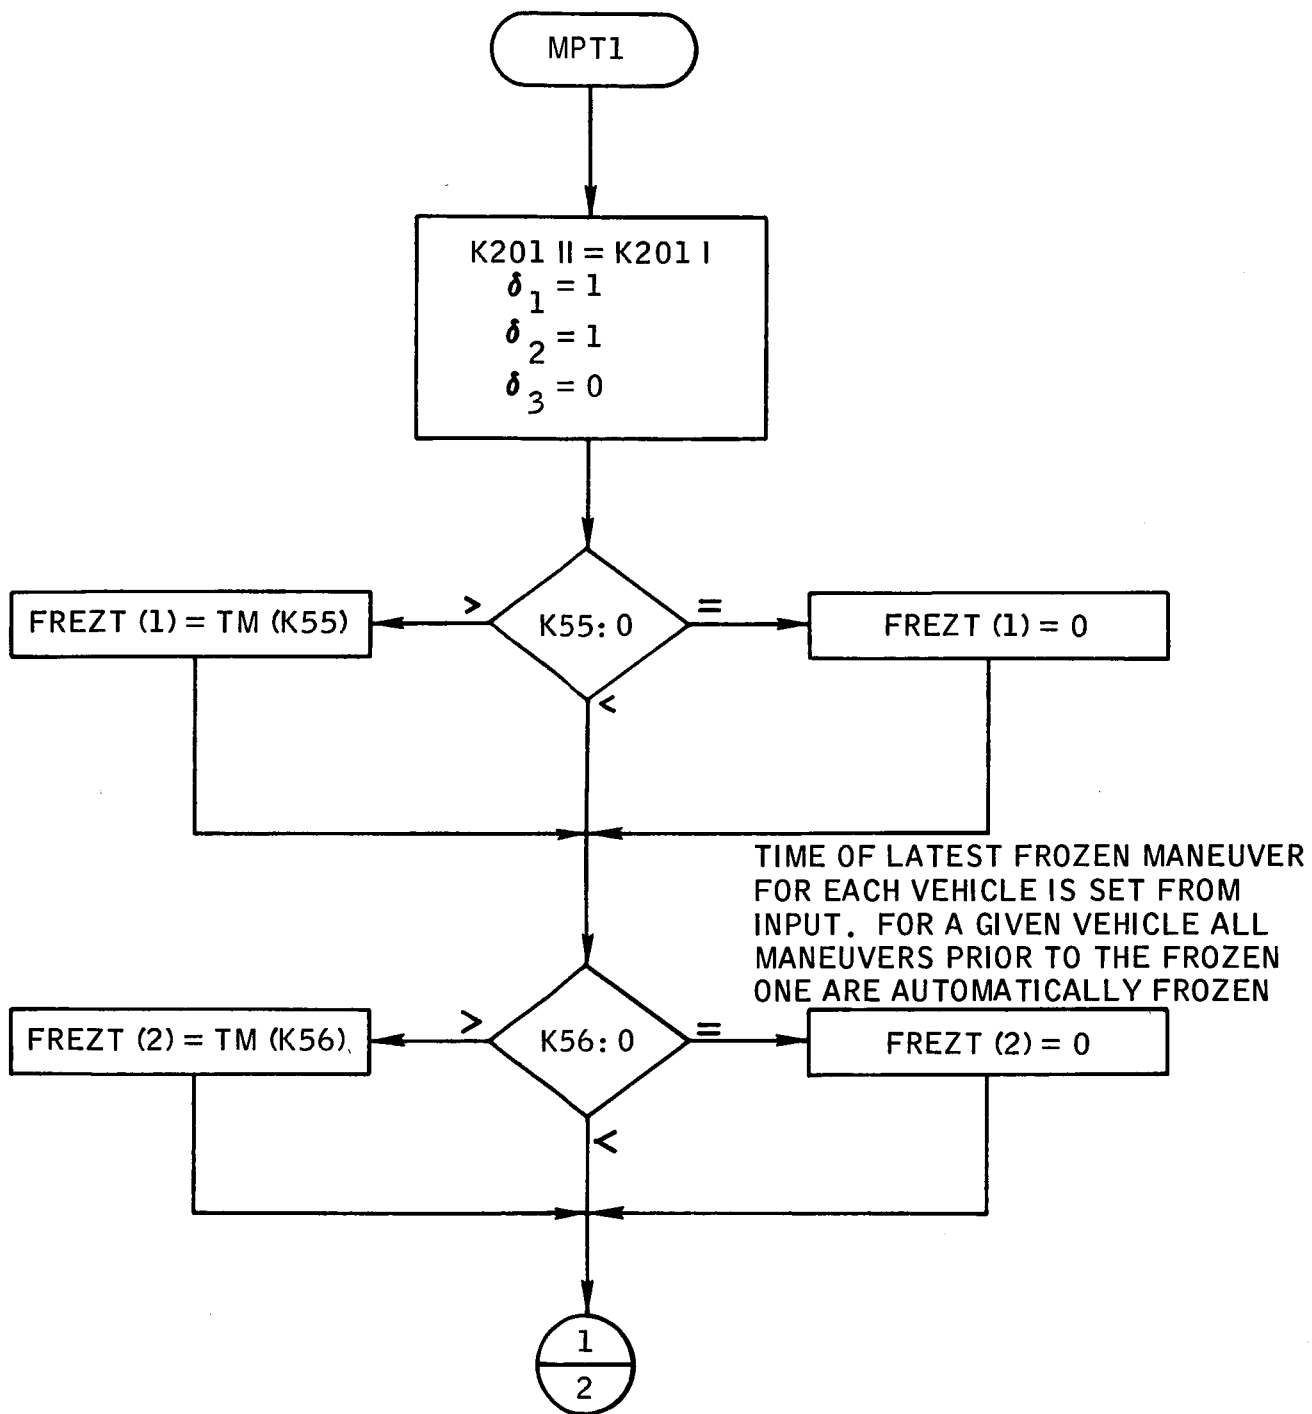 MPT1
K201 II = K201 I
δ1 = 1
δ2 = 1
δ3 = 0
>
=
FREZT (1) = TM (K55)
K55: 0
FREZT (1) = 0
<
TIME OF LATEST FROZEN MANEUVER
FOR EACH VEHICLE IS SET FROM
INPUT. FOR A GIVEN VEHICLE ALL
MANEUVERS PRIOR TO THE FROZEN
ONE ARE AUTOMATICALLY FROZEN
>
=
FREZT (2) = TM (K56)
K56: 0
FREZT (2) = 0
<
1
2